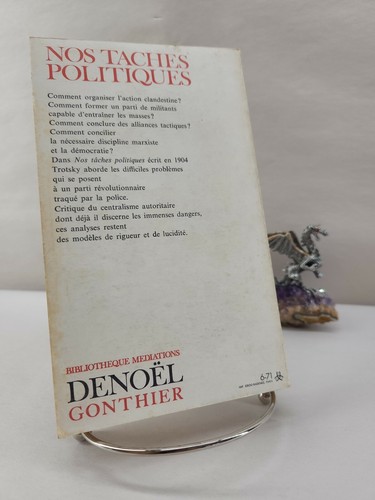 NOS TACHES
POLITIQUES
Comment organiser l'action clandestine?
Comment former un parti de militants
capable d'entraîner les masses?
Comment conclure des alliances tactiques?
Comment concilier
la nécessaire discipline marxiste
et la démocratie?
Dans Nos tâches politiques écrit en 1904
Trotsky aborde les difficiles problèmes
qui se posent
à un parti révolutionnaire
traqué par la police.
Critique du centralisme autoritaire
dont déjà il discerne les immenses dangers,
ces analyses restent
des modèles de rigueur et de lucidité.
BIBLIOTHEQUE MEDIATIONS
DENOËL
GONTHIER
6-71